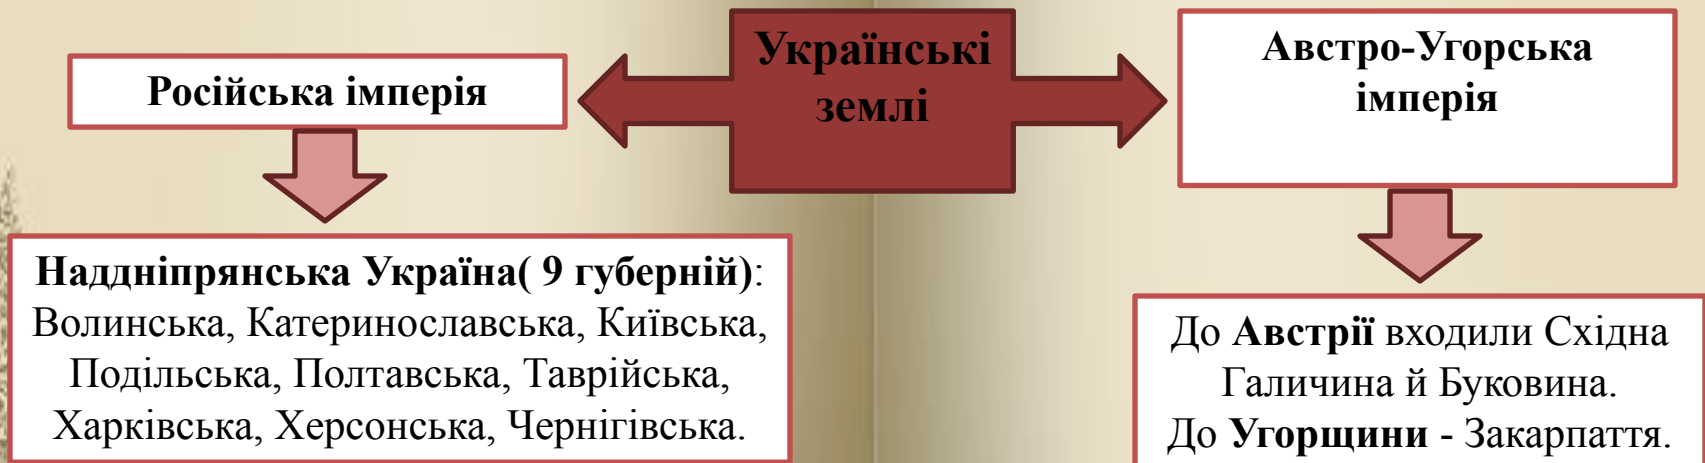 Українські
землі
Російська імперія
Австро-Угорська
імперія
Наддніпрянська Україна( 9 губерній):
Волинська, Катеринославська, Київська,
Подільська, Полтавська, Таврійська,
Харківська, Херсонська, Чернігівська.
До Австрії входили Східна
Галичина й Буковина.
До Угорщини - Закарпаття.